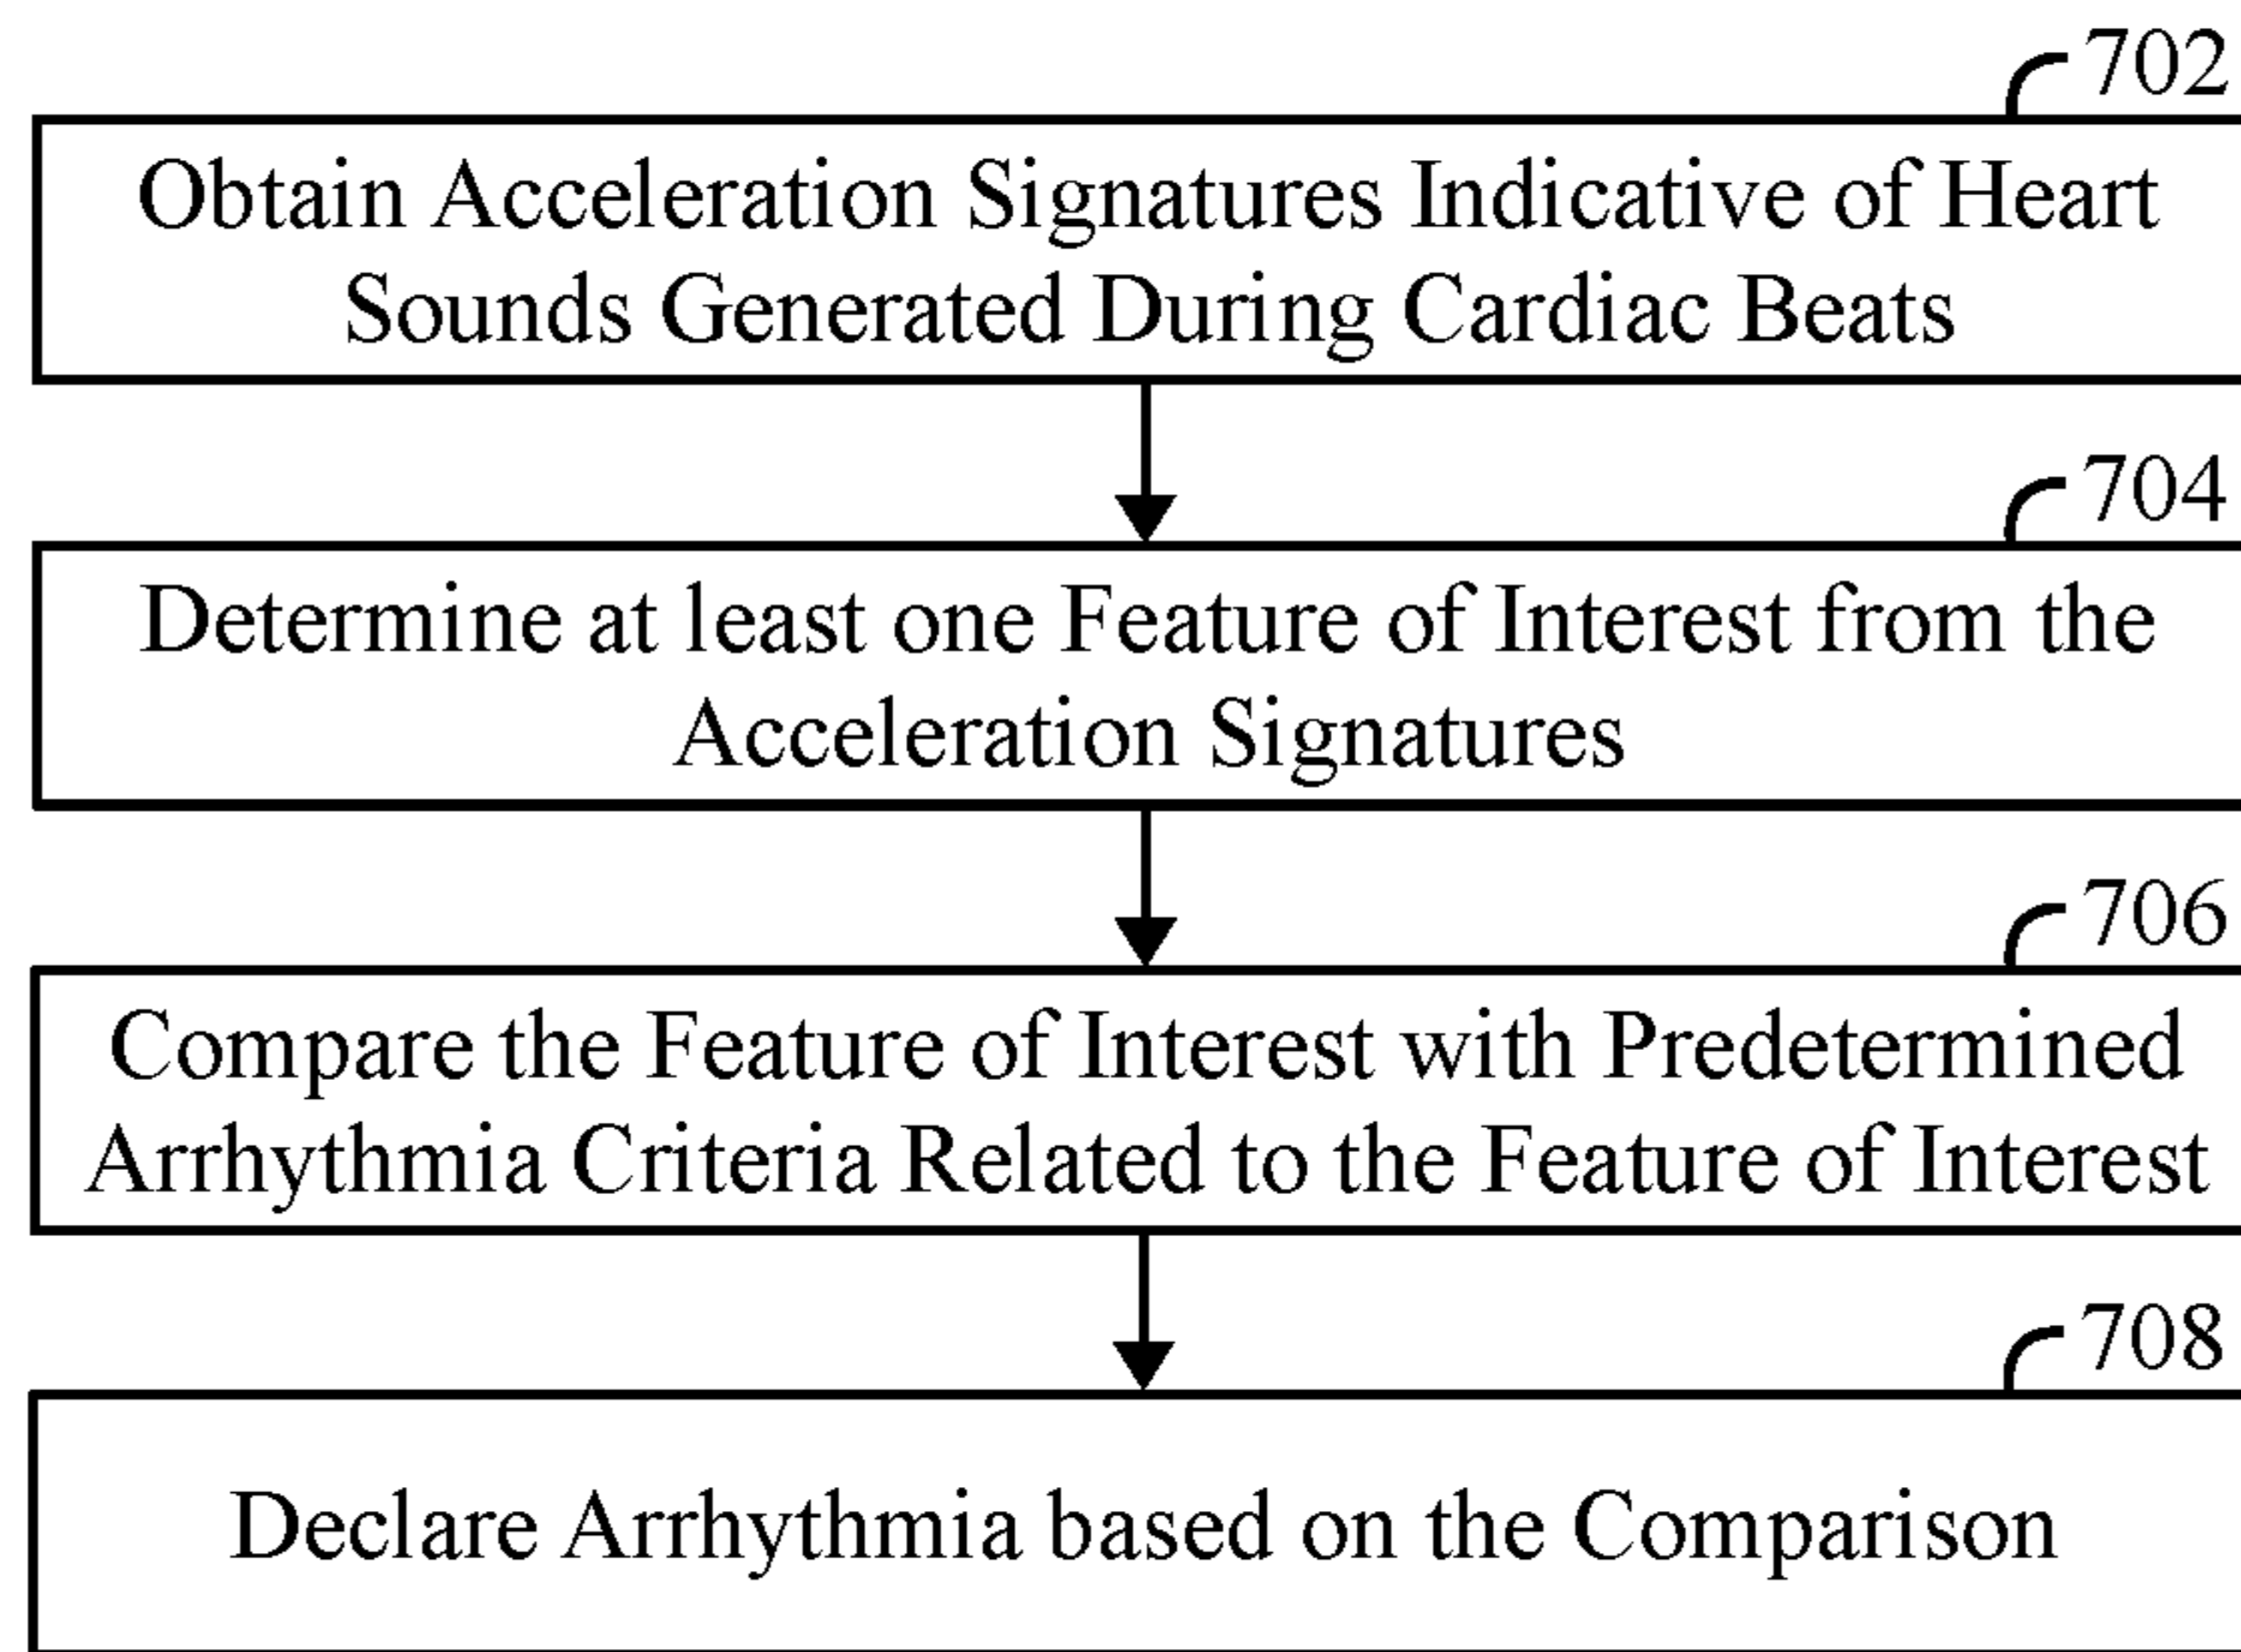 702
Obtain Acceleration Signatures Indicative of Heart
Sounds Generated During Cardiac Beats
704
Determine at least one Feature of Interest from the
Acceleration Signatures
706
Compare the Feature of Interest with Predetermined
Arrhythmia Criteria Related to the Feature of Interest
708
Declare Arrhythmia based on the Comparison